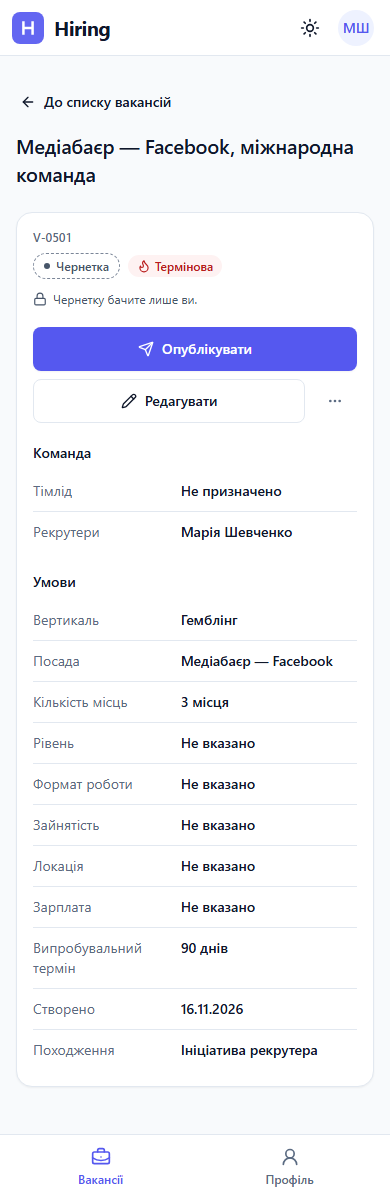 H Hiring
МШ
До списку вакансій
Медіабаєр — Facebook, міжнародна
команда
V-0501
Чернетка
Термінова
Чернетку бачите лише ви.
Опублікувати
Редагувати
Команда
Тімлід Не призначено
Рекрутери Марія Шевченко
Умови
Вертикаль Гемблінг
Посада Медіабаєр — Facebook
Кількість місць 3 місця
Рівень Не вказано
Формат роботи Не вказано
Зайнятість Не вказано
Локація Не вказано
Зарплата Не вказано
Випробувальний 90 днів
термін
Створено 16.11.2026
Походження Ініціатива рекрутера
Вакансії
Профіль